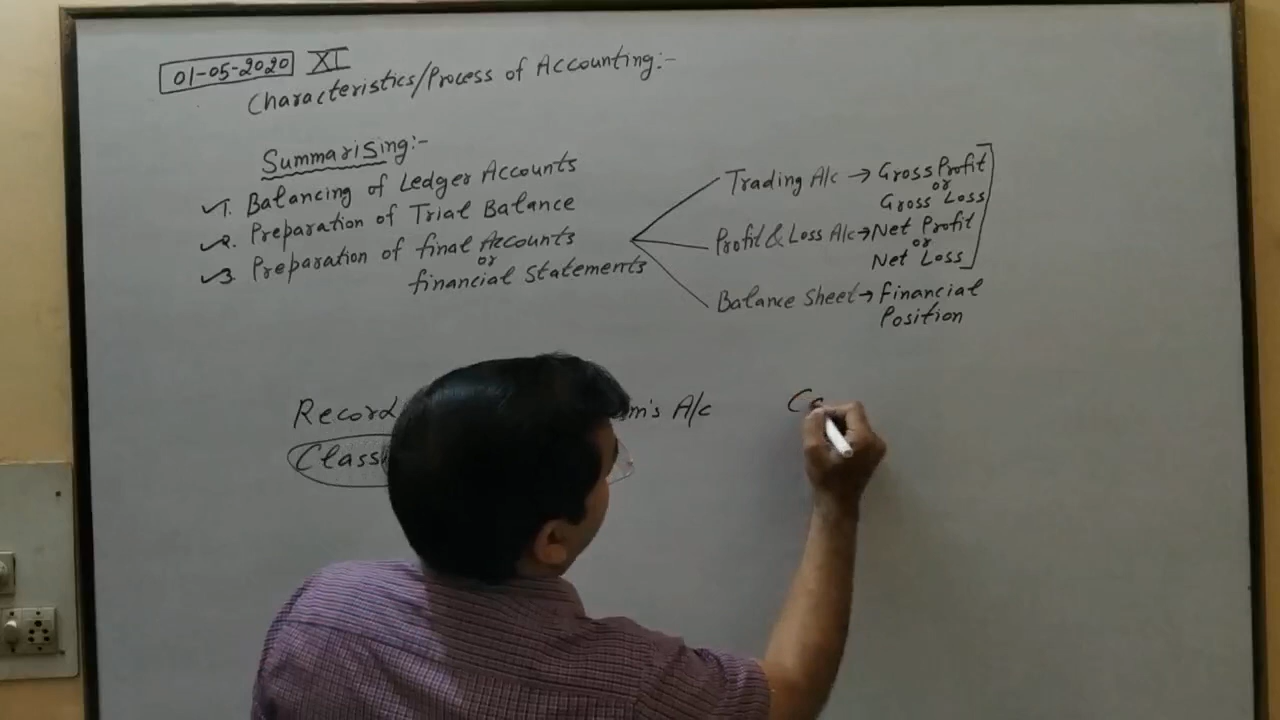 01-05-2020 XI
Characteristics/Process of Accounting:-
Summarising:-
1. Balancing of Ledger Accounts
2. Preparation of Trial Balance
3. Preparation of final Accounts
or
financial Statements
Trading A/c → Gross Profit
or
Gross Loss
Profit & Loss A/c → Net Profit
or
Net Loss
Balance Sheet → Financial
Position
Record
m's A/c
Class